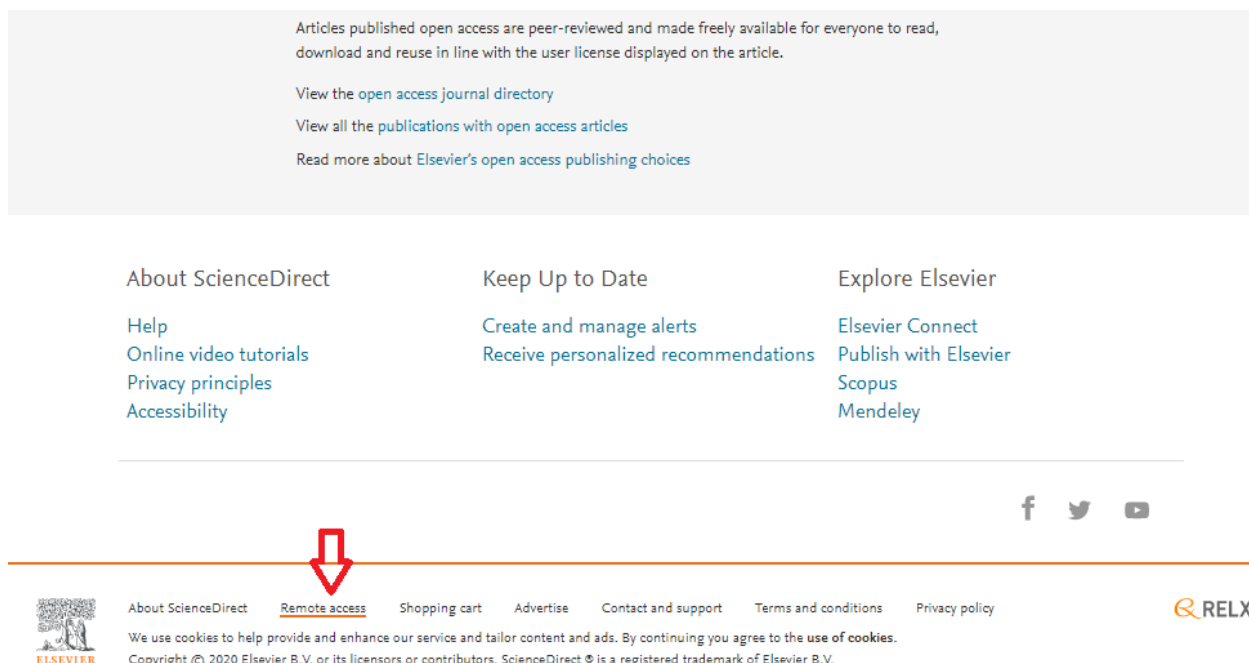 Articles published open access are peer-reviewed and made freely available for everyone to read,
download and reuse in line with the user license displayed on the article.
View the open access journal directory
View all the publications with open access articles
Read more about Elsevier's open access publishing choices
About ScienceDirect
Help
Online video tutorials
Privacy principles
Accessibility
Keep Up to Date
Create and manage alerts
Receive personalized recommendations
Explore Elsevier
Elsevier Connect
Publish with Elsevier
Scopus
Mendeley
ELSEVIER
About ScienceDirect Remote access Shopping cart Advertise Contact and support Terms and conditions Privacy policy
We use cookies to help provide and enhance our service and tailor content and ads. By continuing you agree to the use of cookies.
Copyright © 2020 Elsevier B.V. or its licensors or contributors. ScienceDirect ® is a registered trademark of Elsevier B.V.
RELX